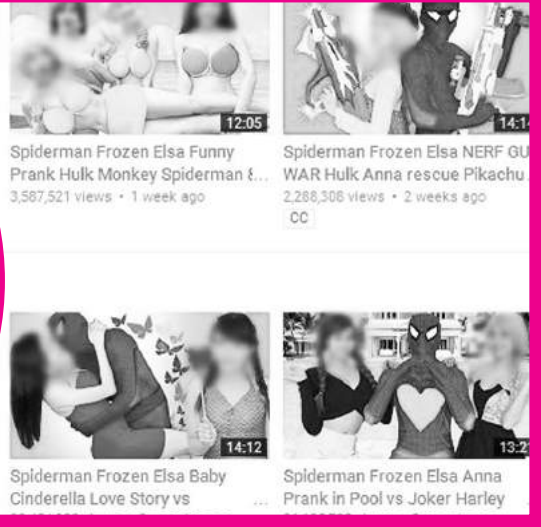 12:05
14:14
Spiderman Frozen Elsa Funny
Prank Hulk Monkey Spiderman &...
3,587,521 views • 1 week ago
Spiderman Frozen Elsa NERF GU
WAR Hulk Anna rescue Pikachu
2,288,308 views • 2 weeks ago
CC
14:12
13:2
Spiderman Frozen Elsa Baby
Cinderella Love Story vs ...
Spiderman Frozen Elsa Anna
Prank in Pool vs Joker Harley